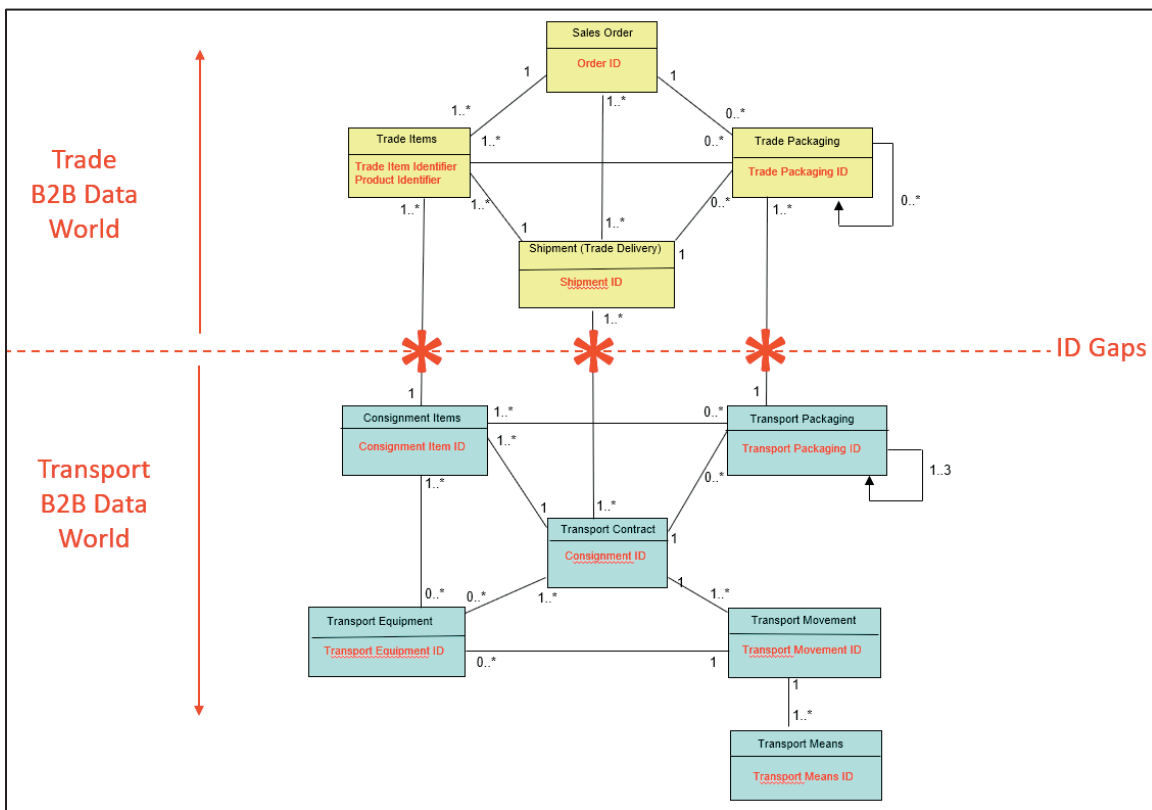 Sales Order
Order ID
1
1
1..*
1..*
0..*
Trade Items
Trade Item Identifier
Product Identifier
1..*
0..*
Trade Packaging
Trade Packaging ID
0..*
Trade
B2B Data
World
1..*
1..*
1
1..*
0..*
1
1..*
Shipment (Trade Delivery)
Shipment ID
1..*
ID Gaps
1
1
Consignment Items
Consignment Item ID
1..*
0..*
Transport Packaging
Transport Packaging ID
1..3
Transport
B2B Data
World
1..*
1..*
0..*
1
1..*
Transport Contract
Consignment ID
1
0..*
0..*
1..*
1
1..*
Transport Equipment
Transport Equipment ID
0..*
1
Transport Movement
Transport Movement ID
1
1..*
Transport Means
Transport Means ID